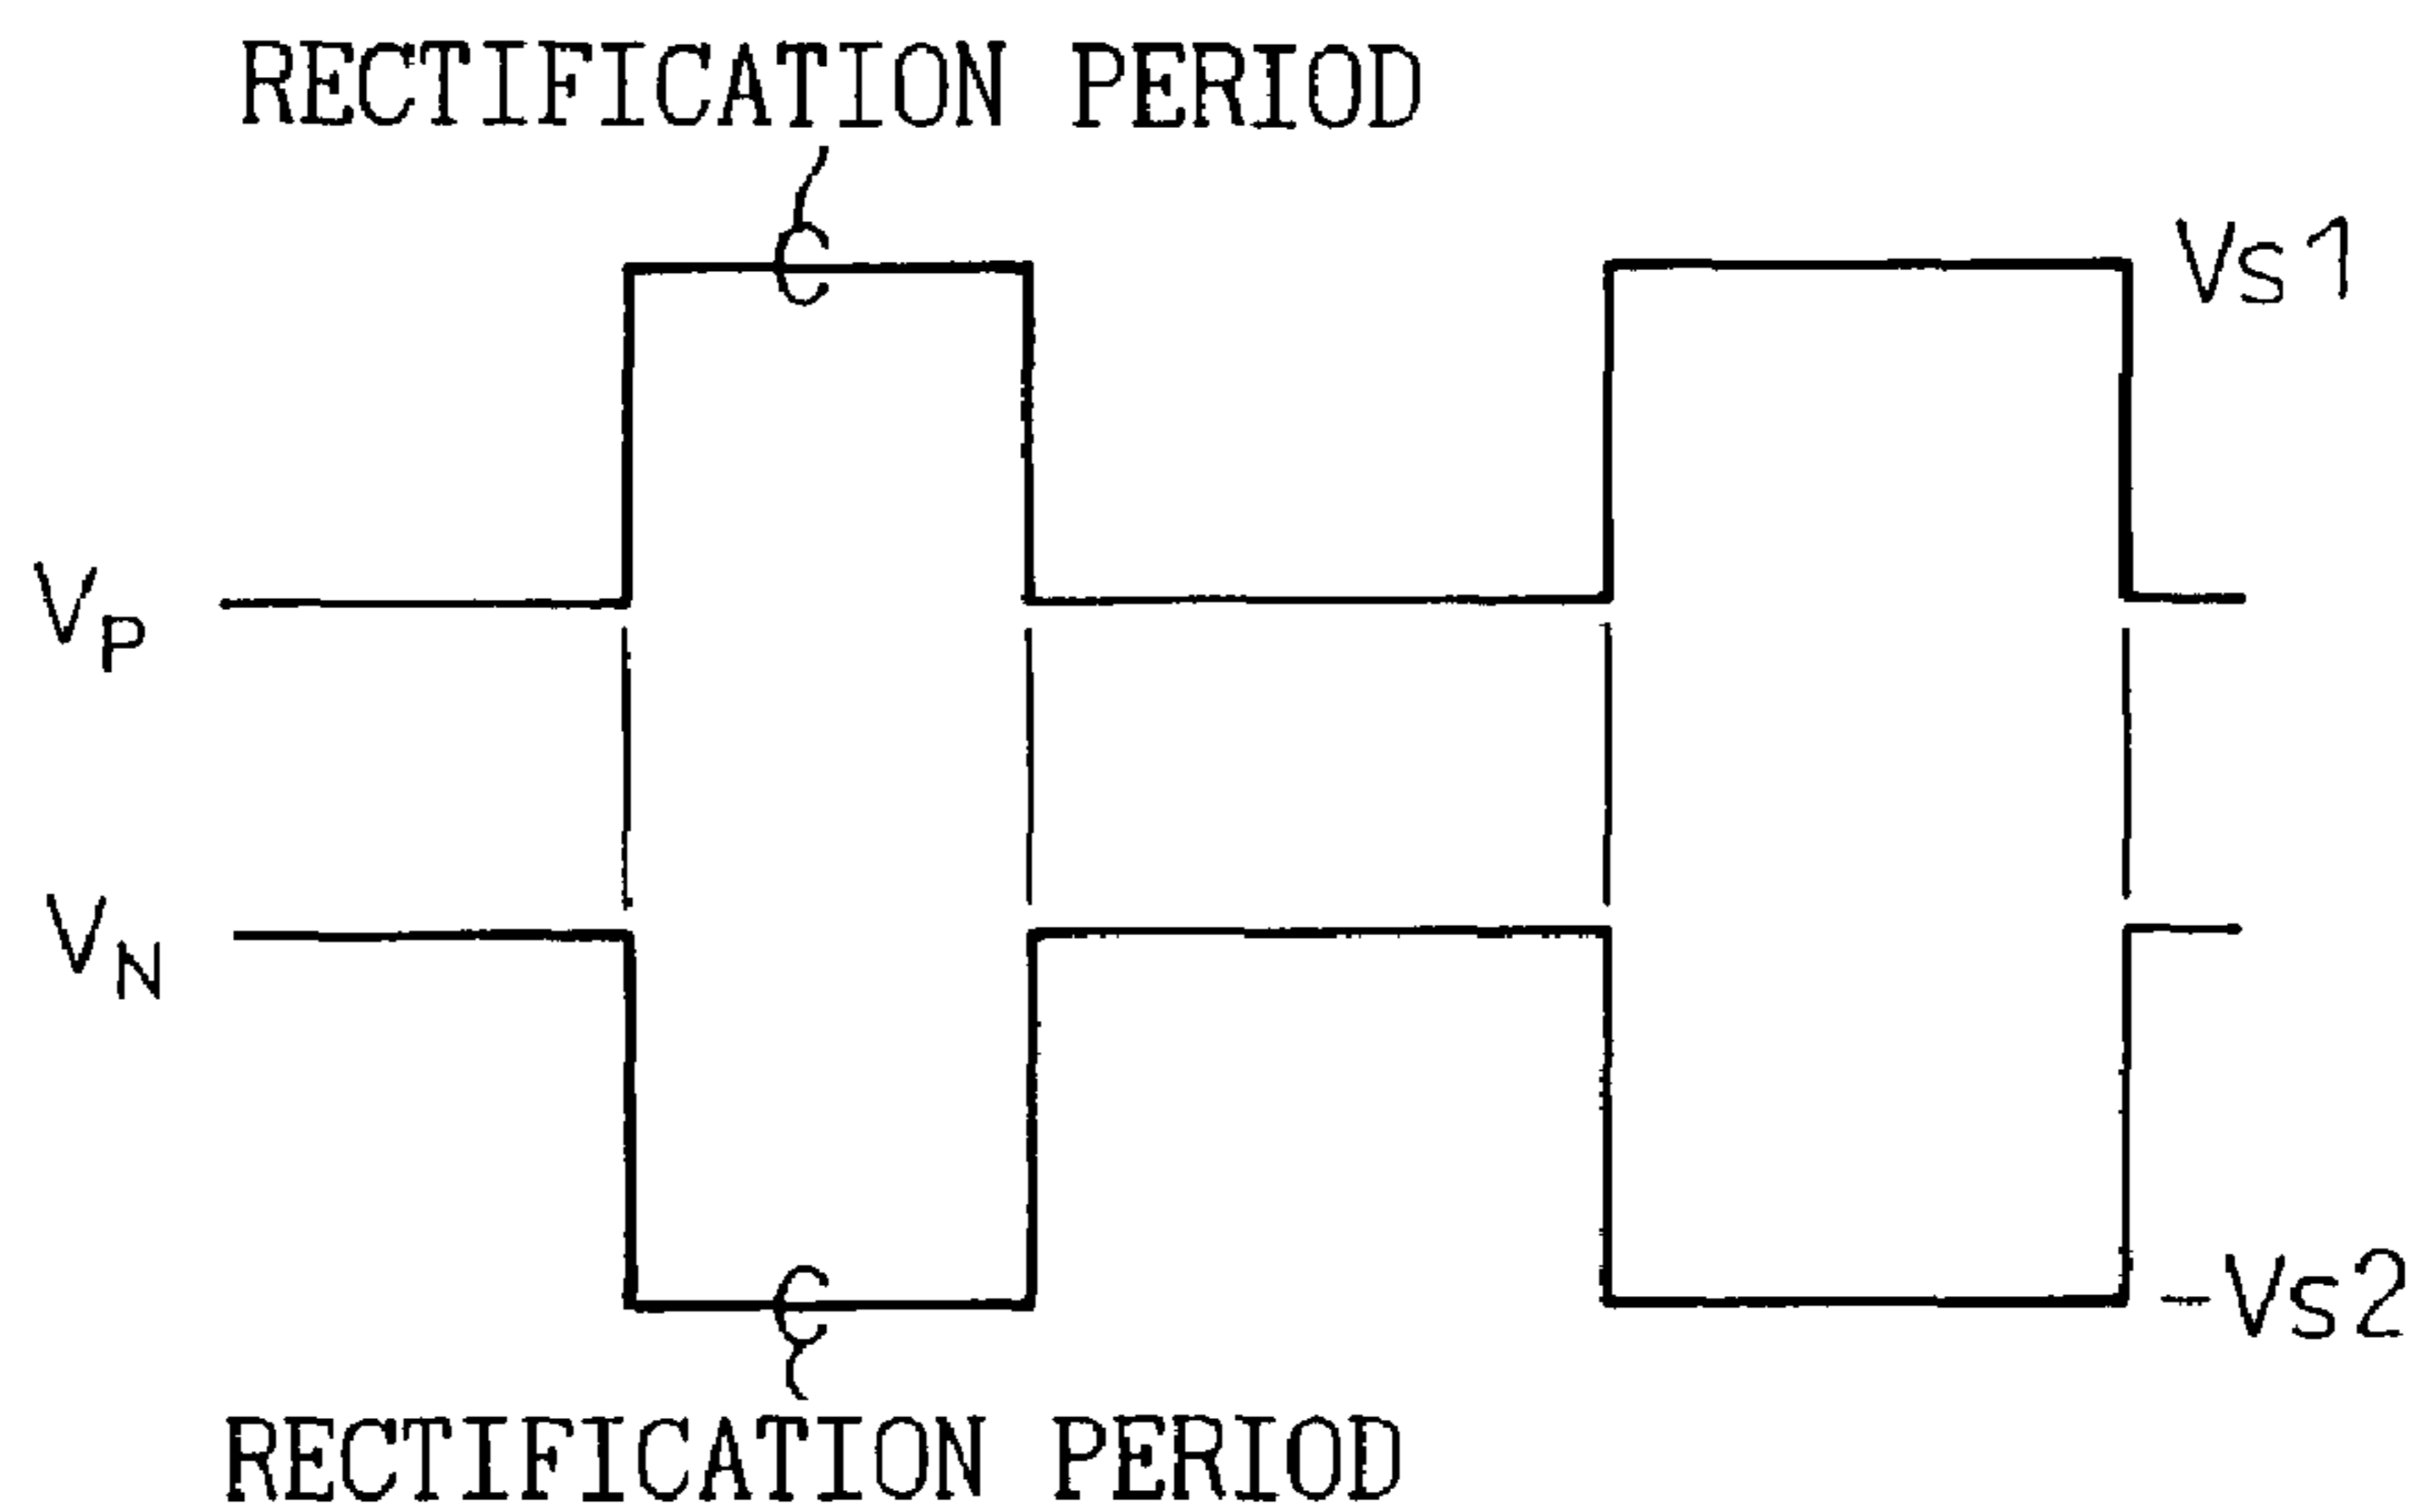 RECTIFICATION PERIOD
VS1
VP
VN
-VS2
RECTIFICATION PERIOD